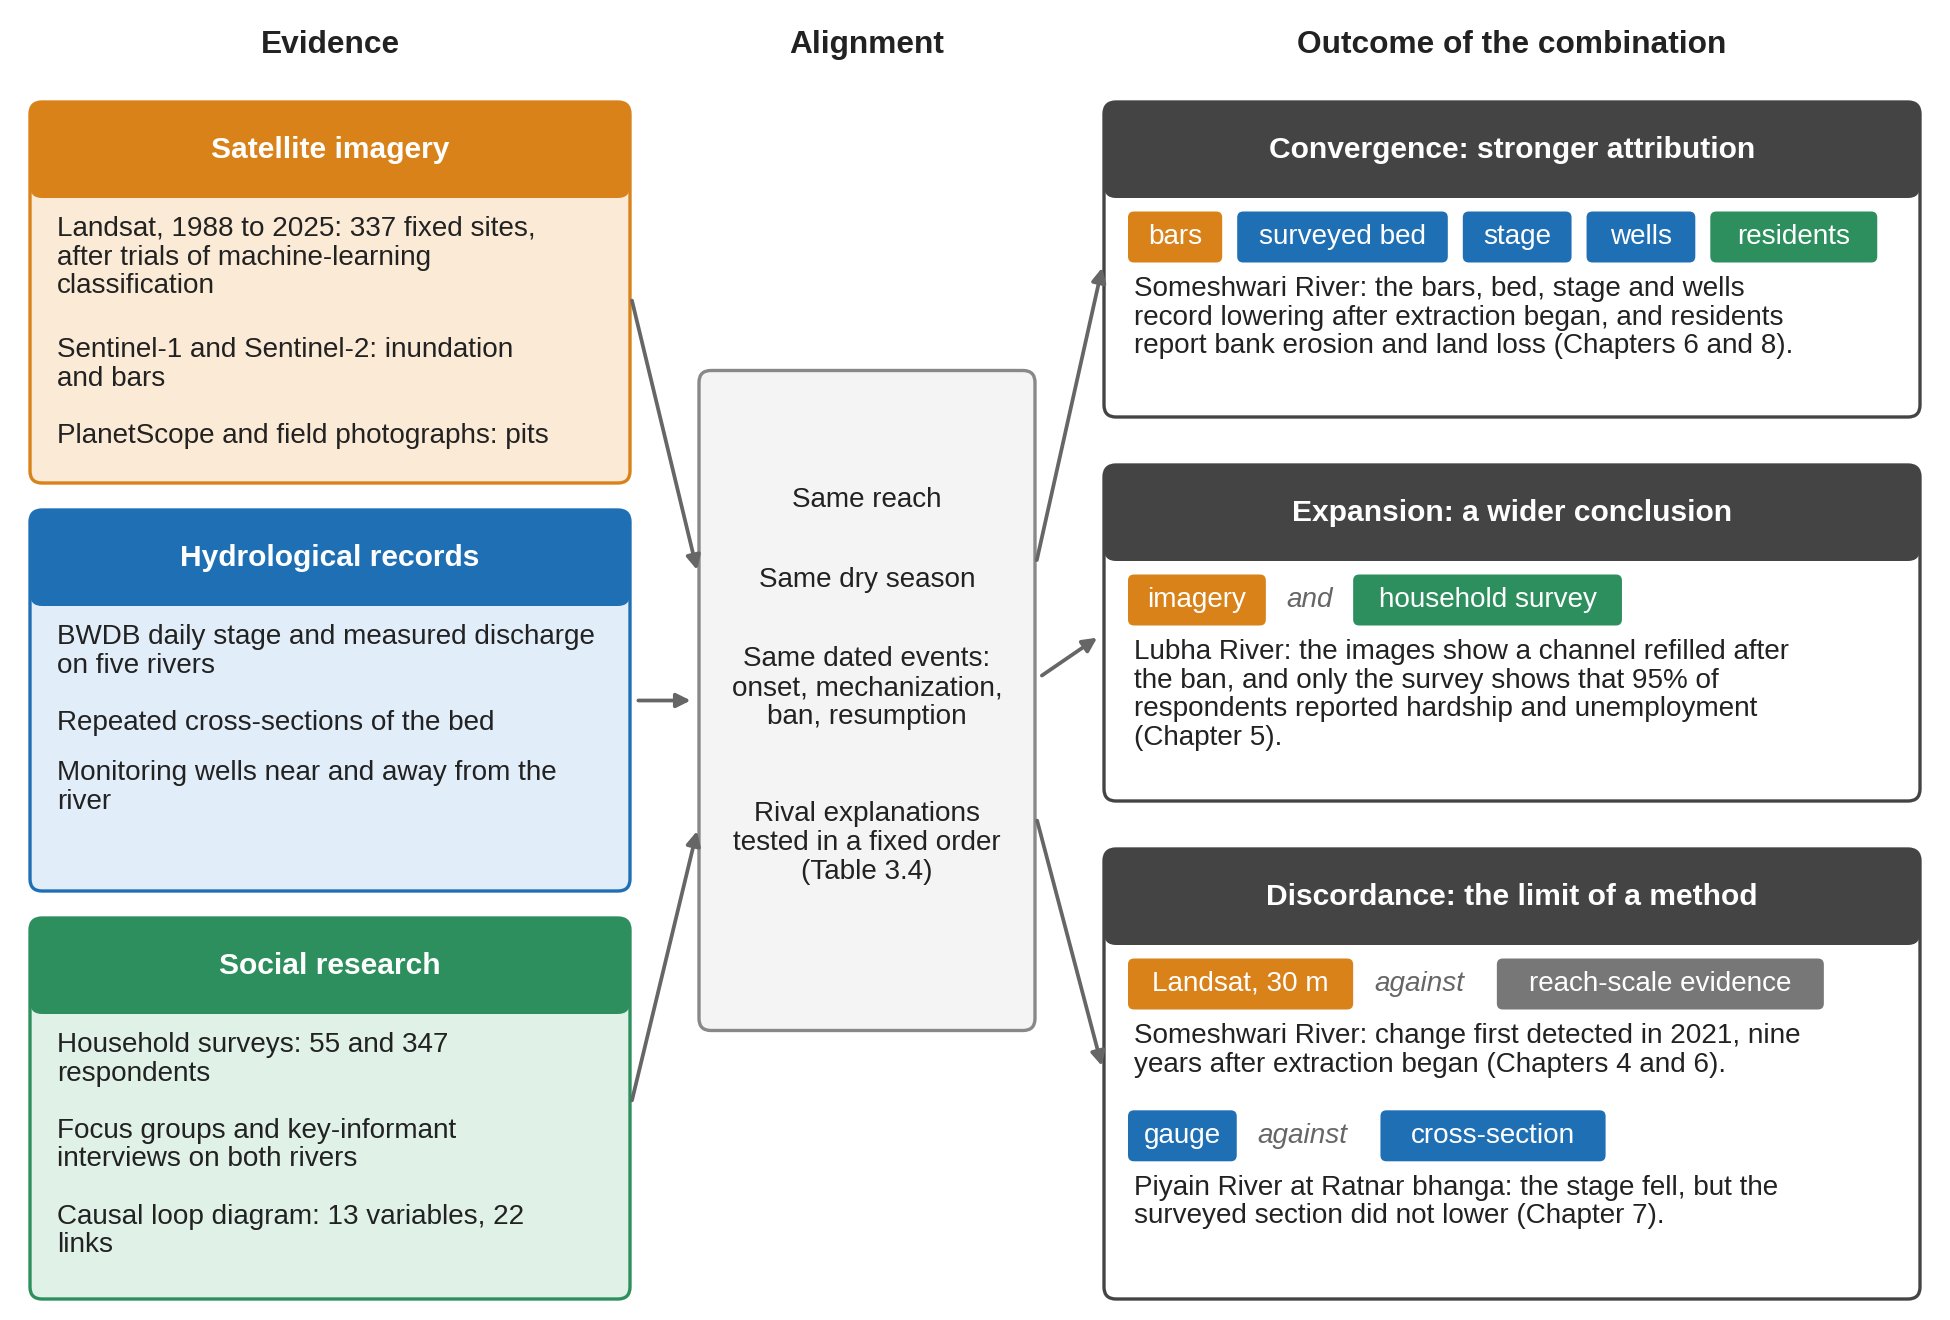 Evidence
Satellite imagery
Landsat, 1988 to 2025: 337 fixed sites,
after trials of machine-learning
classification
Sentinel-1 and Sentinel-2: inundation
and bars
PlanetScope and field photographs: pits
Hydrological records
BWDB daily stage and measured discharge
on five rivers
Repeated cross-sections of the bed
Monitoring wells near and away from the
river
Social research
Household surveys: 55 and 347
respondents
Focus groups and key-informant
interviews on both rivers
Causal loop diagram: 13 variables, 22
links
Alignment
Same reach
Same dry season
Same dated events:
onset, mechanization,
ban, resumption
Rival explanations
tested in a fixed order
(Table 3.4)
Outcome of the combination
Convergence: stronger attribution
bars surveyed bed stage wells residents
Someshwari River: the bars, bed, stage and wells
record lowering after extraction began, and residents
report bank erosion and land loss (Chapters 6 and 8).
Expansion: a wider conclusion
imagery and household survey
Lubha River: the images show a channel refilled after
the ban, and only the survey shows that 95% of
respondents reported hardship and unemployment
(Chapter 5).
Discordance: the limit of a method
Landsat, 30 m against reach-scale evidence
Someshwari River: change first detected in 2021, nine
years after extraction began (Chapters 4 and 6).
gauge against cross-section
Piyain River at Ratnar bhanga: the stage fell, but the
surveyed section did not lower (Chapter 7).